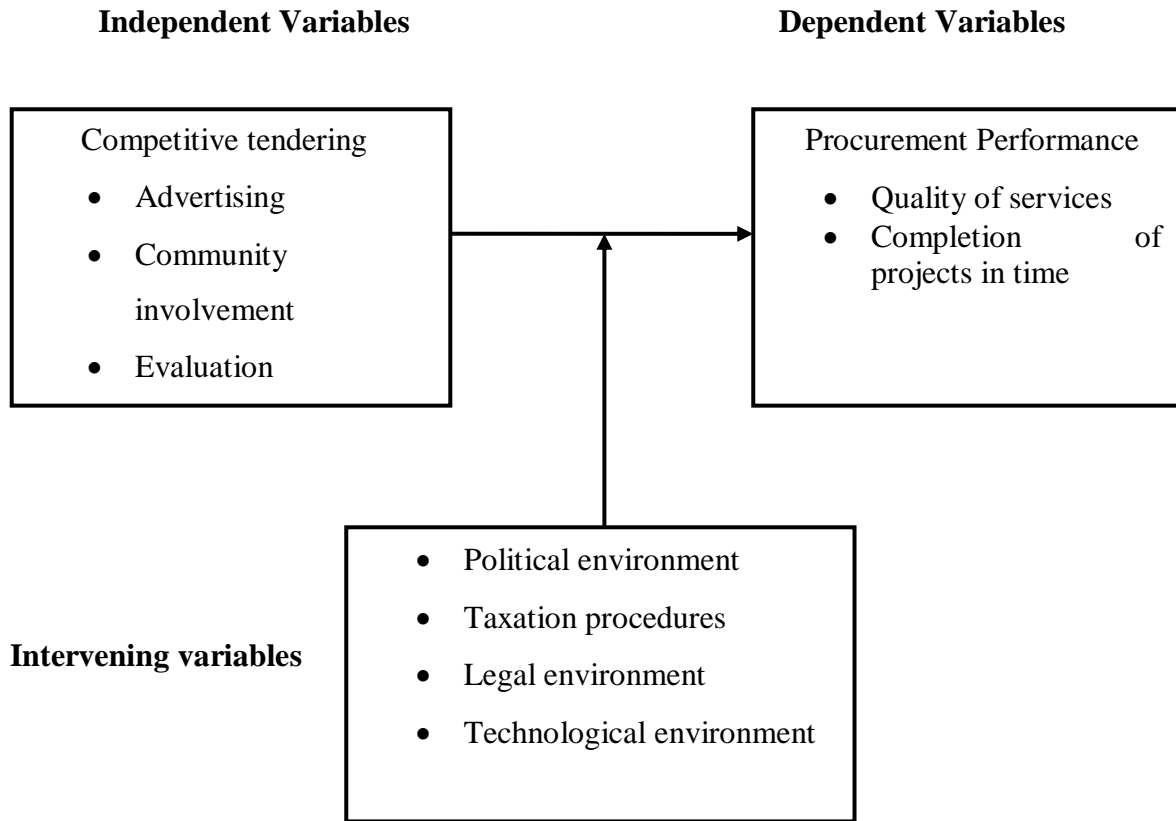 Independent Variables
Dependent Variables
Competitive tendering
• Advertising
• Community
involvement
• Evaluation
Procurement Performance
• Quality of services
• Completion of
projects in time
Intervening variables
• Political environment
• Taxation procedures
• Legal environment
• Technological environment